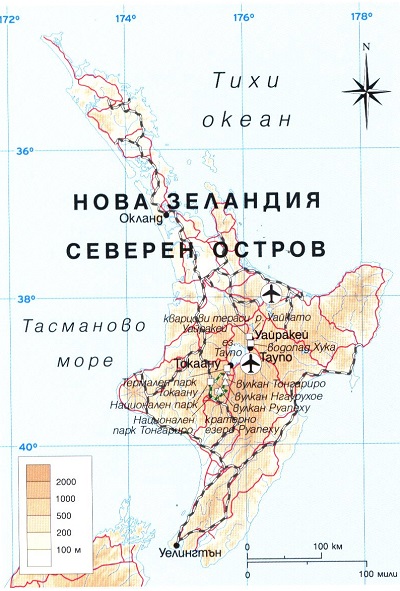 172° 174° 176° 178°
N
Тихи
океан
36°
НОВА ЗЕЛАНДИЯ
Окланд
СЕВЕРЕН ОСТРОВ
38°
кварцови тераси р. Уайкато
Уайракей
Тасманово
море
Уайракей
ез.
Таупо
водопад Хука
Токаану
Таупо
Термален парк
Токаану
вулкан Тонгариро
вулкан Нгаурухое
Национален парк
вулкан Руапеху
Национален
парк Тонгариро
кратерно
езеро Руапеху
40°
2000
1000
500
200
100 м
Уелингтън
0 100 км
0 100 мили